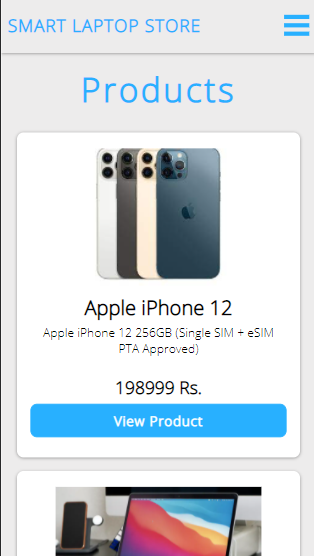 SMART LAPTOP STORE
Products
Apple iPhone 12
Apple iPhone 12 256GB (Single SIM + eSIM
PTA Approved)
198999 Rs.
View Product